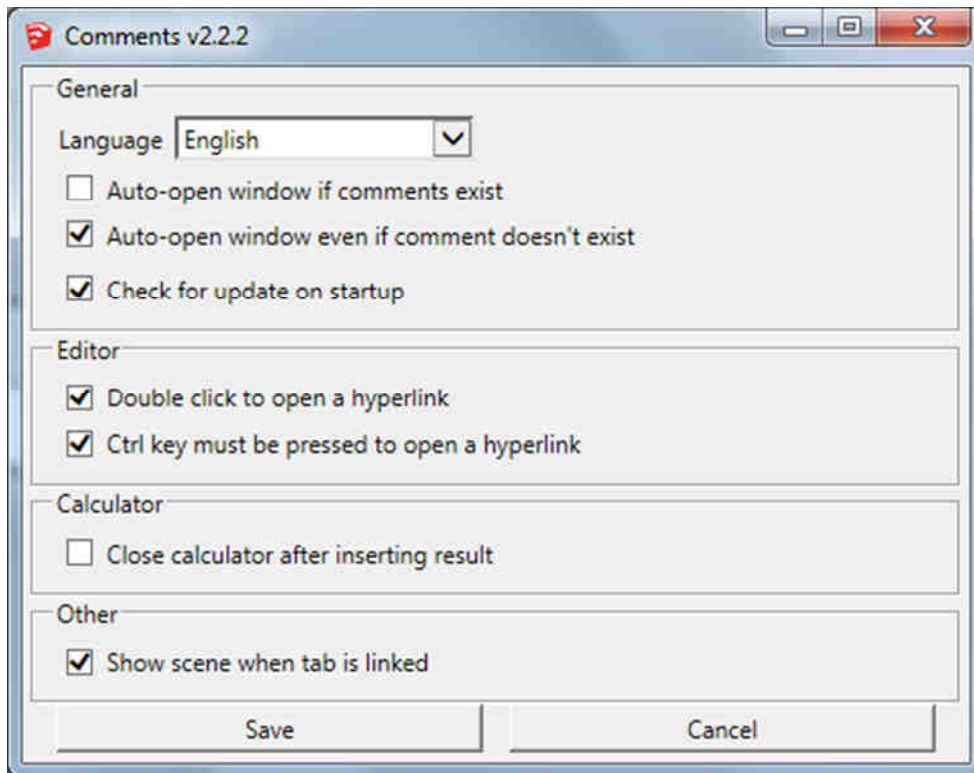 Comments v2.2.2
General
Language English
Auto-open window if comments exist
Auto-open window even if comment doesn't exist
Check for update on startup
Editor
Double click to open a hyperlink
Ctrl key must be pressed to open a hyperlink
Calculator
Close calculator after inserting result
Other
Show scene when tab is linked
Save Cancel